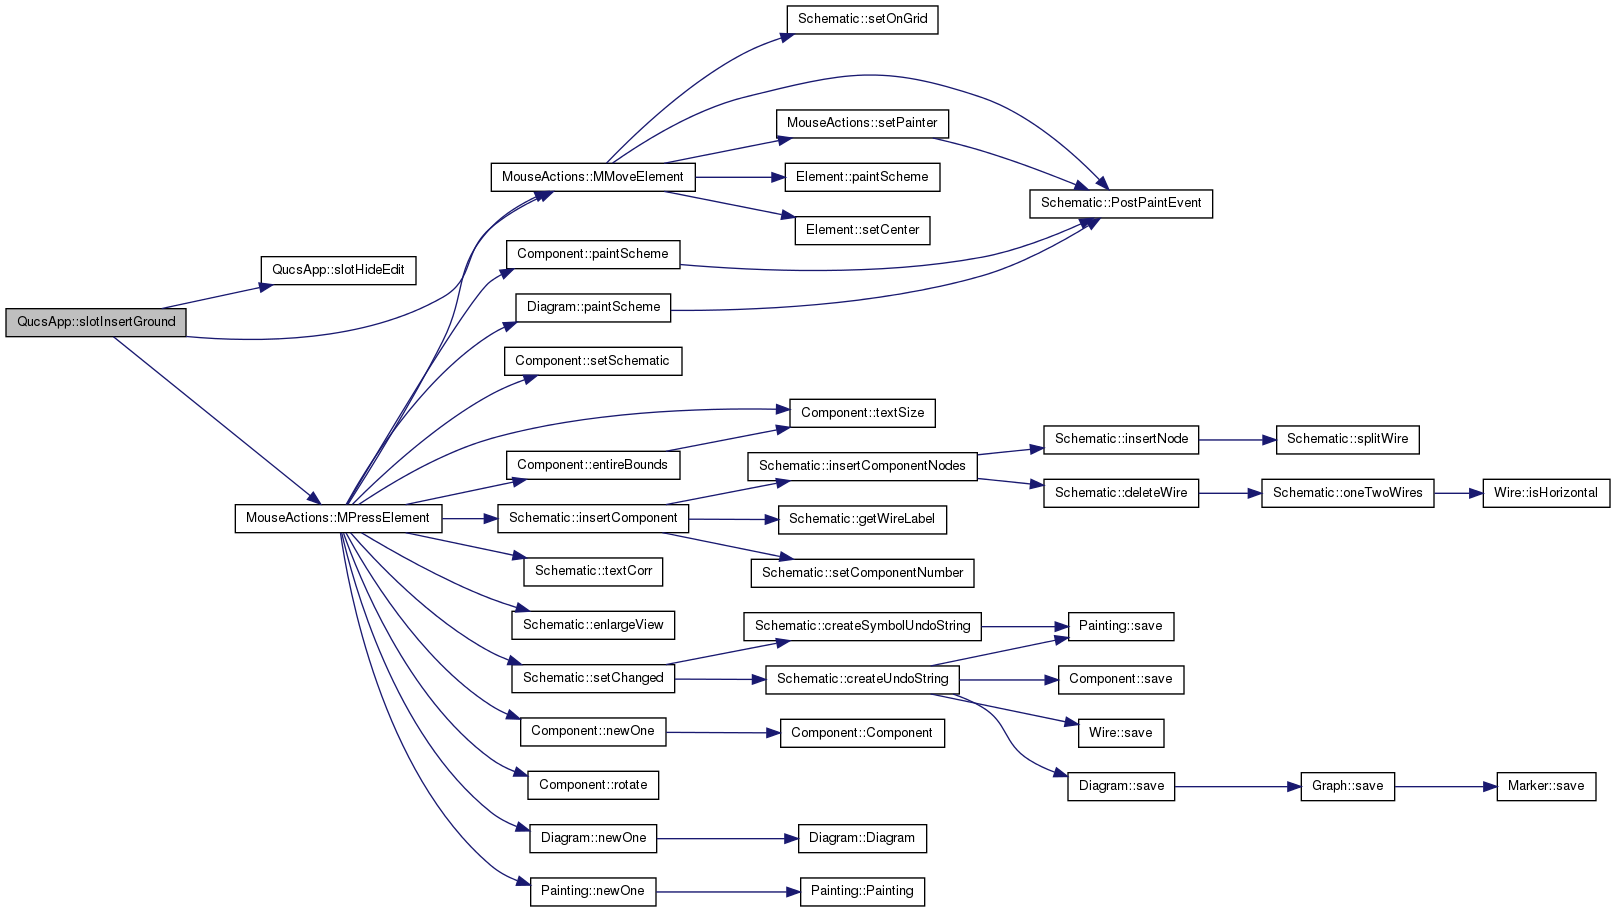 Schematic::setOnGrid
MouseActions::setPainter
MouseActions::MMoveElement
Element::paintScheme
Schematic::PostPaintEvent
Element::setCenter
Component::paintScheme
QucsApp::slotHideEdit
Diagram::paintScheme
QucsApp::slotInsertGround
Component::setSchematic
Component::textSize
Schematic::insertNode
Schematic::splitWire
Component::entireBounds
Schematic::insertComponentNodes
Schematic::deleteWire
Schematic::oneTwoWires
Wire::isHorizontal
MouseActions::MPressElement
Schematic::insertComponent
Schematic::getWireLabel
Schematic::textCorr
Schematic::setComponentNumber
Schematic::enlargeView
Schematic::createSymbolUndoString
Painting::save
Schematic::setChanged
Schematic::createUndoString
Component::save
Component::newOne
Component::Component
Wire::save
Component::rotate
Diagram::save
Graph::save
Marker::save
Diagram::newOne
Diagram::Diagram
Painting::newOne
Painting::Painting